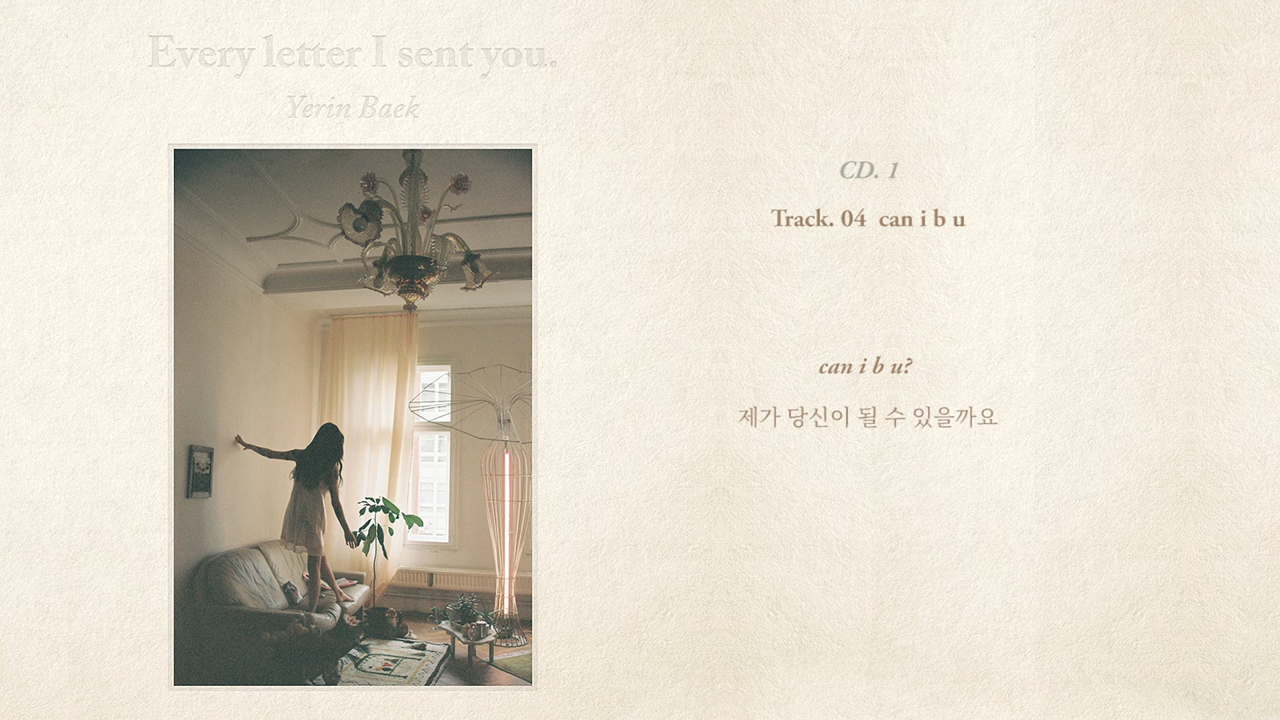 Every letter I sent you.
Yerin Baek
CD. 1
Track. 04 can i b u
can i b u?
제가 당신이 될 수 있을까요